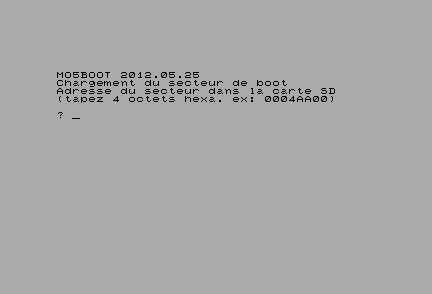 MO5BOOT 2012.05.25
Chargement du secteur de boot
Adresse du secteur dans la carte SD
(tapez 4 octets hexa. ex: 0004AA00)
? _